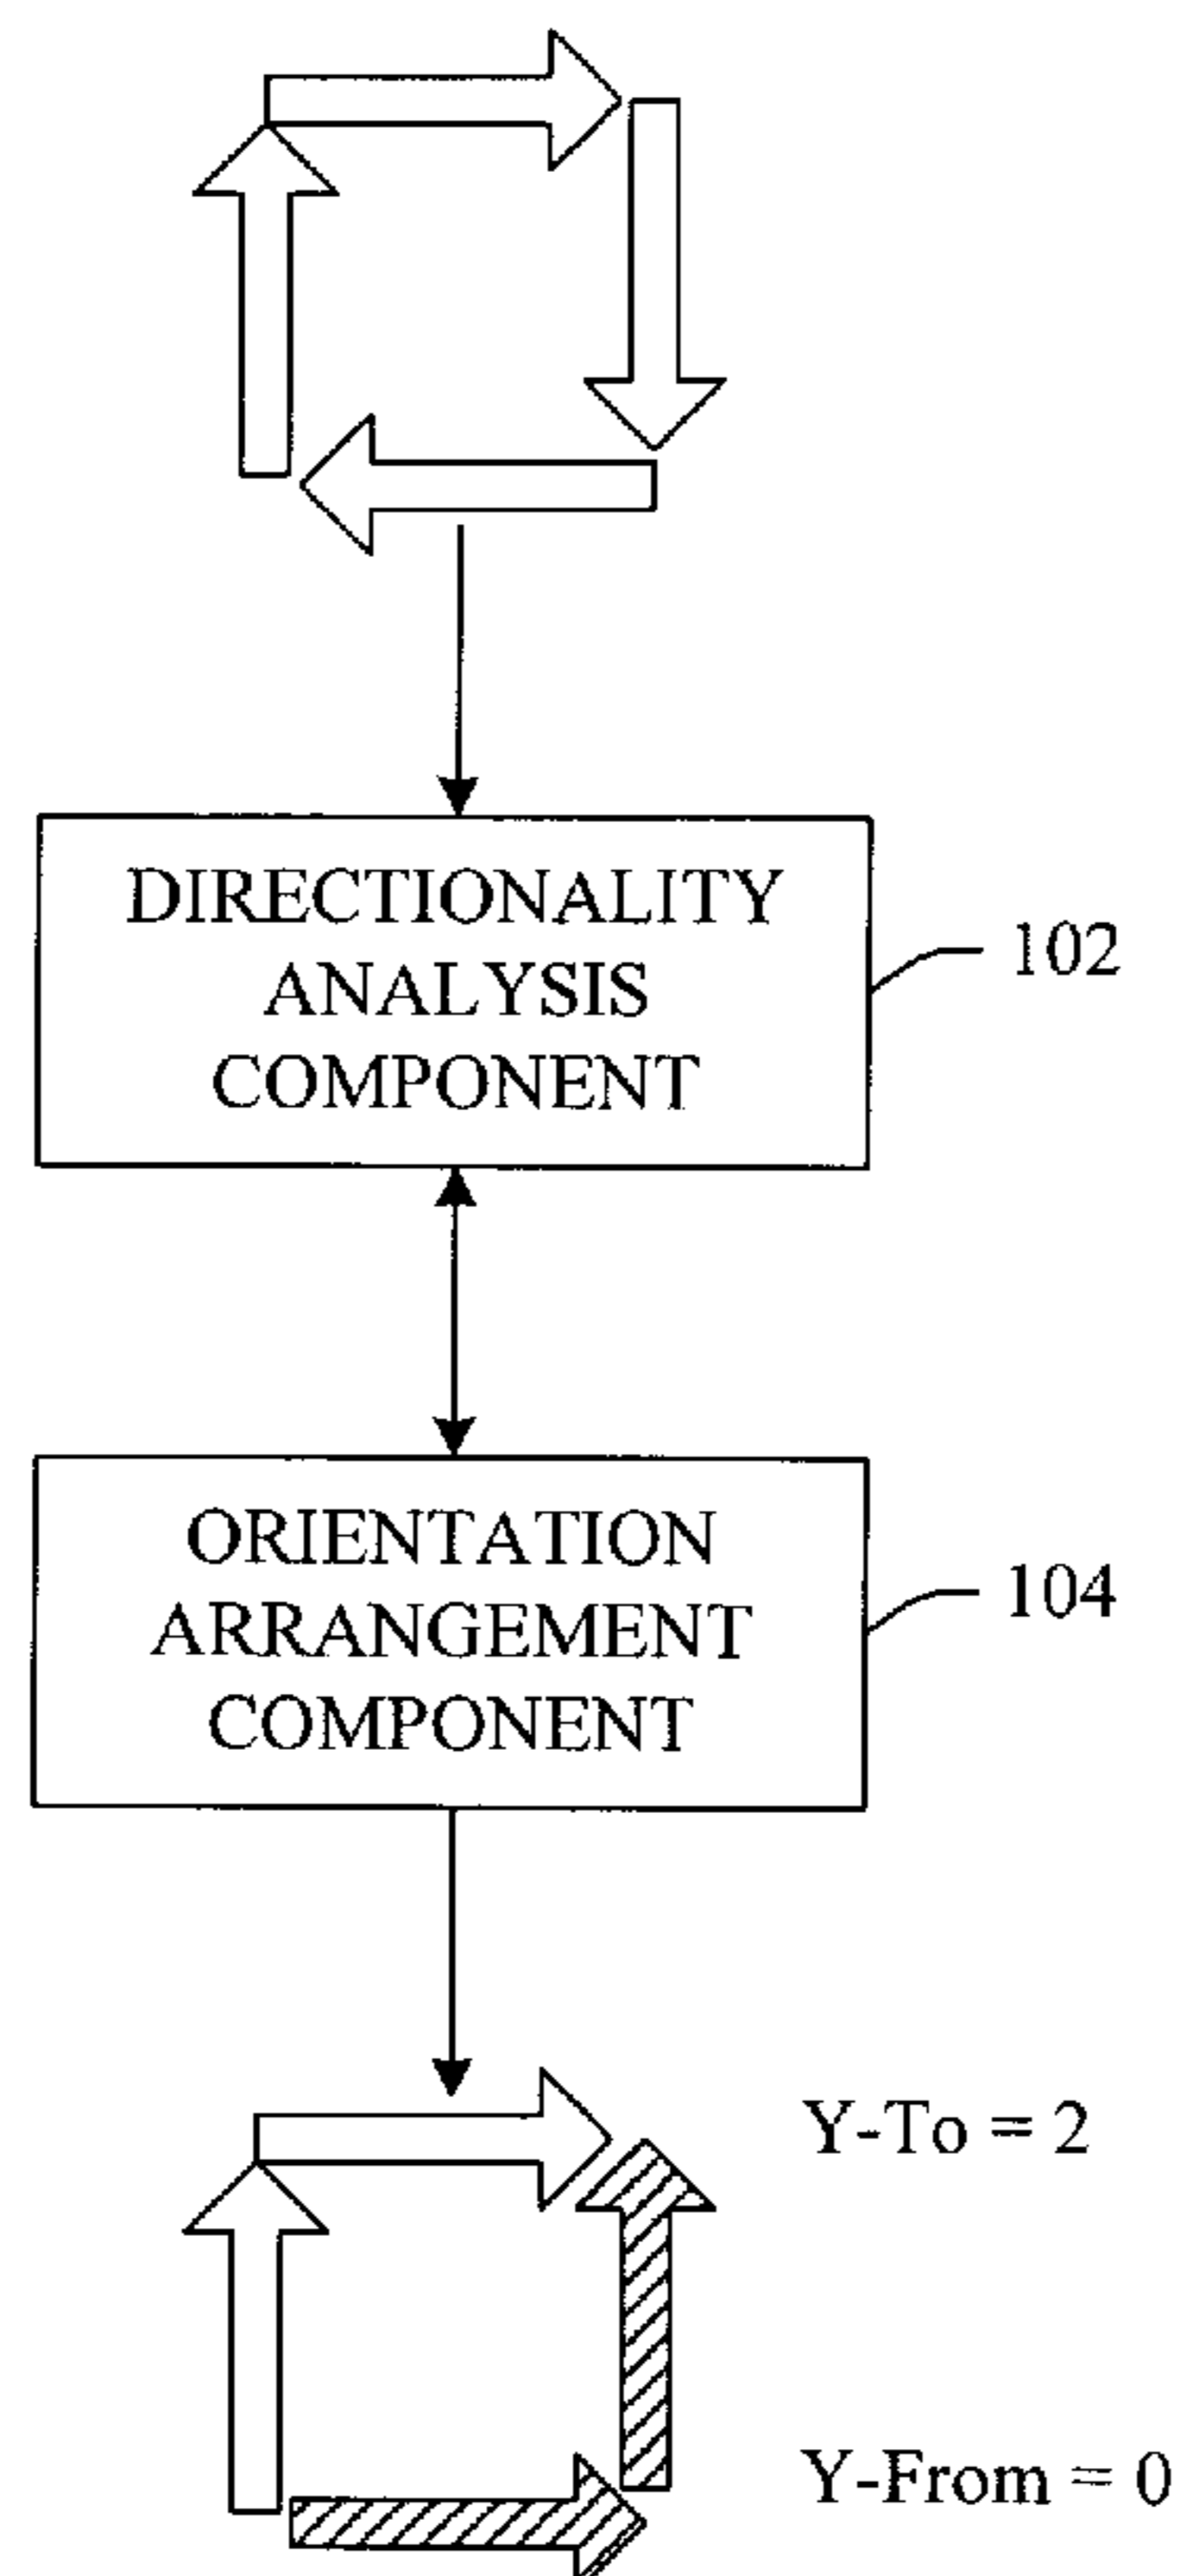 DIRECTIONALITY
ANALYSIS
COMPONENT
102
ORIENTATION
ARRANGEMENT
COMPONENT
104
Y-To = 2
Y-From = 0